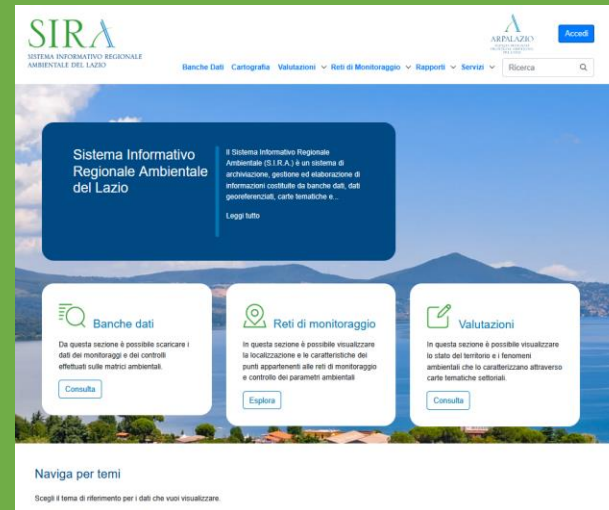 SIRA
SISTEMA INFORMATIVO REGIONALE
AMBIENTALE DEL LAZIO
ARPALAZIO
Accedi
Banche Dati Cartografia Valutazioni Reti di Monitoraggio Rapporti Servizi Ricerca
Sistema Informativo
Regionale Ambientale
del Lazio
Il Sistema Informativo Regionale
Ambientale (S.I.R.A.) è un sistema di
archiviazione, gestione ed elaborazione di
informazioni costituite da banche dati, dati
georeferenziati, carte tematiche e...
Leggi tutto
Banche dati
Da questa sezione è possibile scaricare i
dati dei monitoraggi e dei controlli
effettuati sulle matrici ambientali.
Consulta
Reti di monitoraggio
In questa sezione è possibile visualizzare
la localizzazione e le caratteristiche dei
punti appartenenti alle reti di monitoraggio
e controllo dei parametri ambientali
Esplora
Valutazioni
In questa sezione è possibile visualizzare
lo stato del territorio e i fenomeni
ambientali che lo caratterizzano attraverso
carte tematiche settoriali.
Consulta
Naviga per temi
Scegli il tema di riferimento per i dati che vuoi visualizzare.